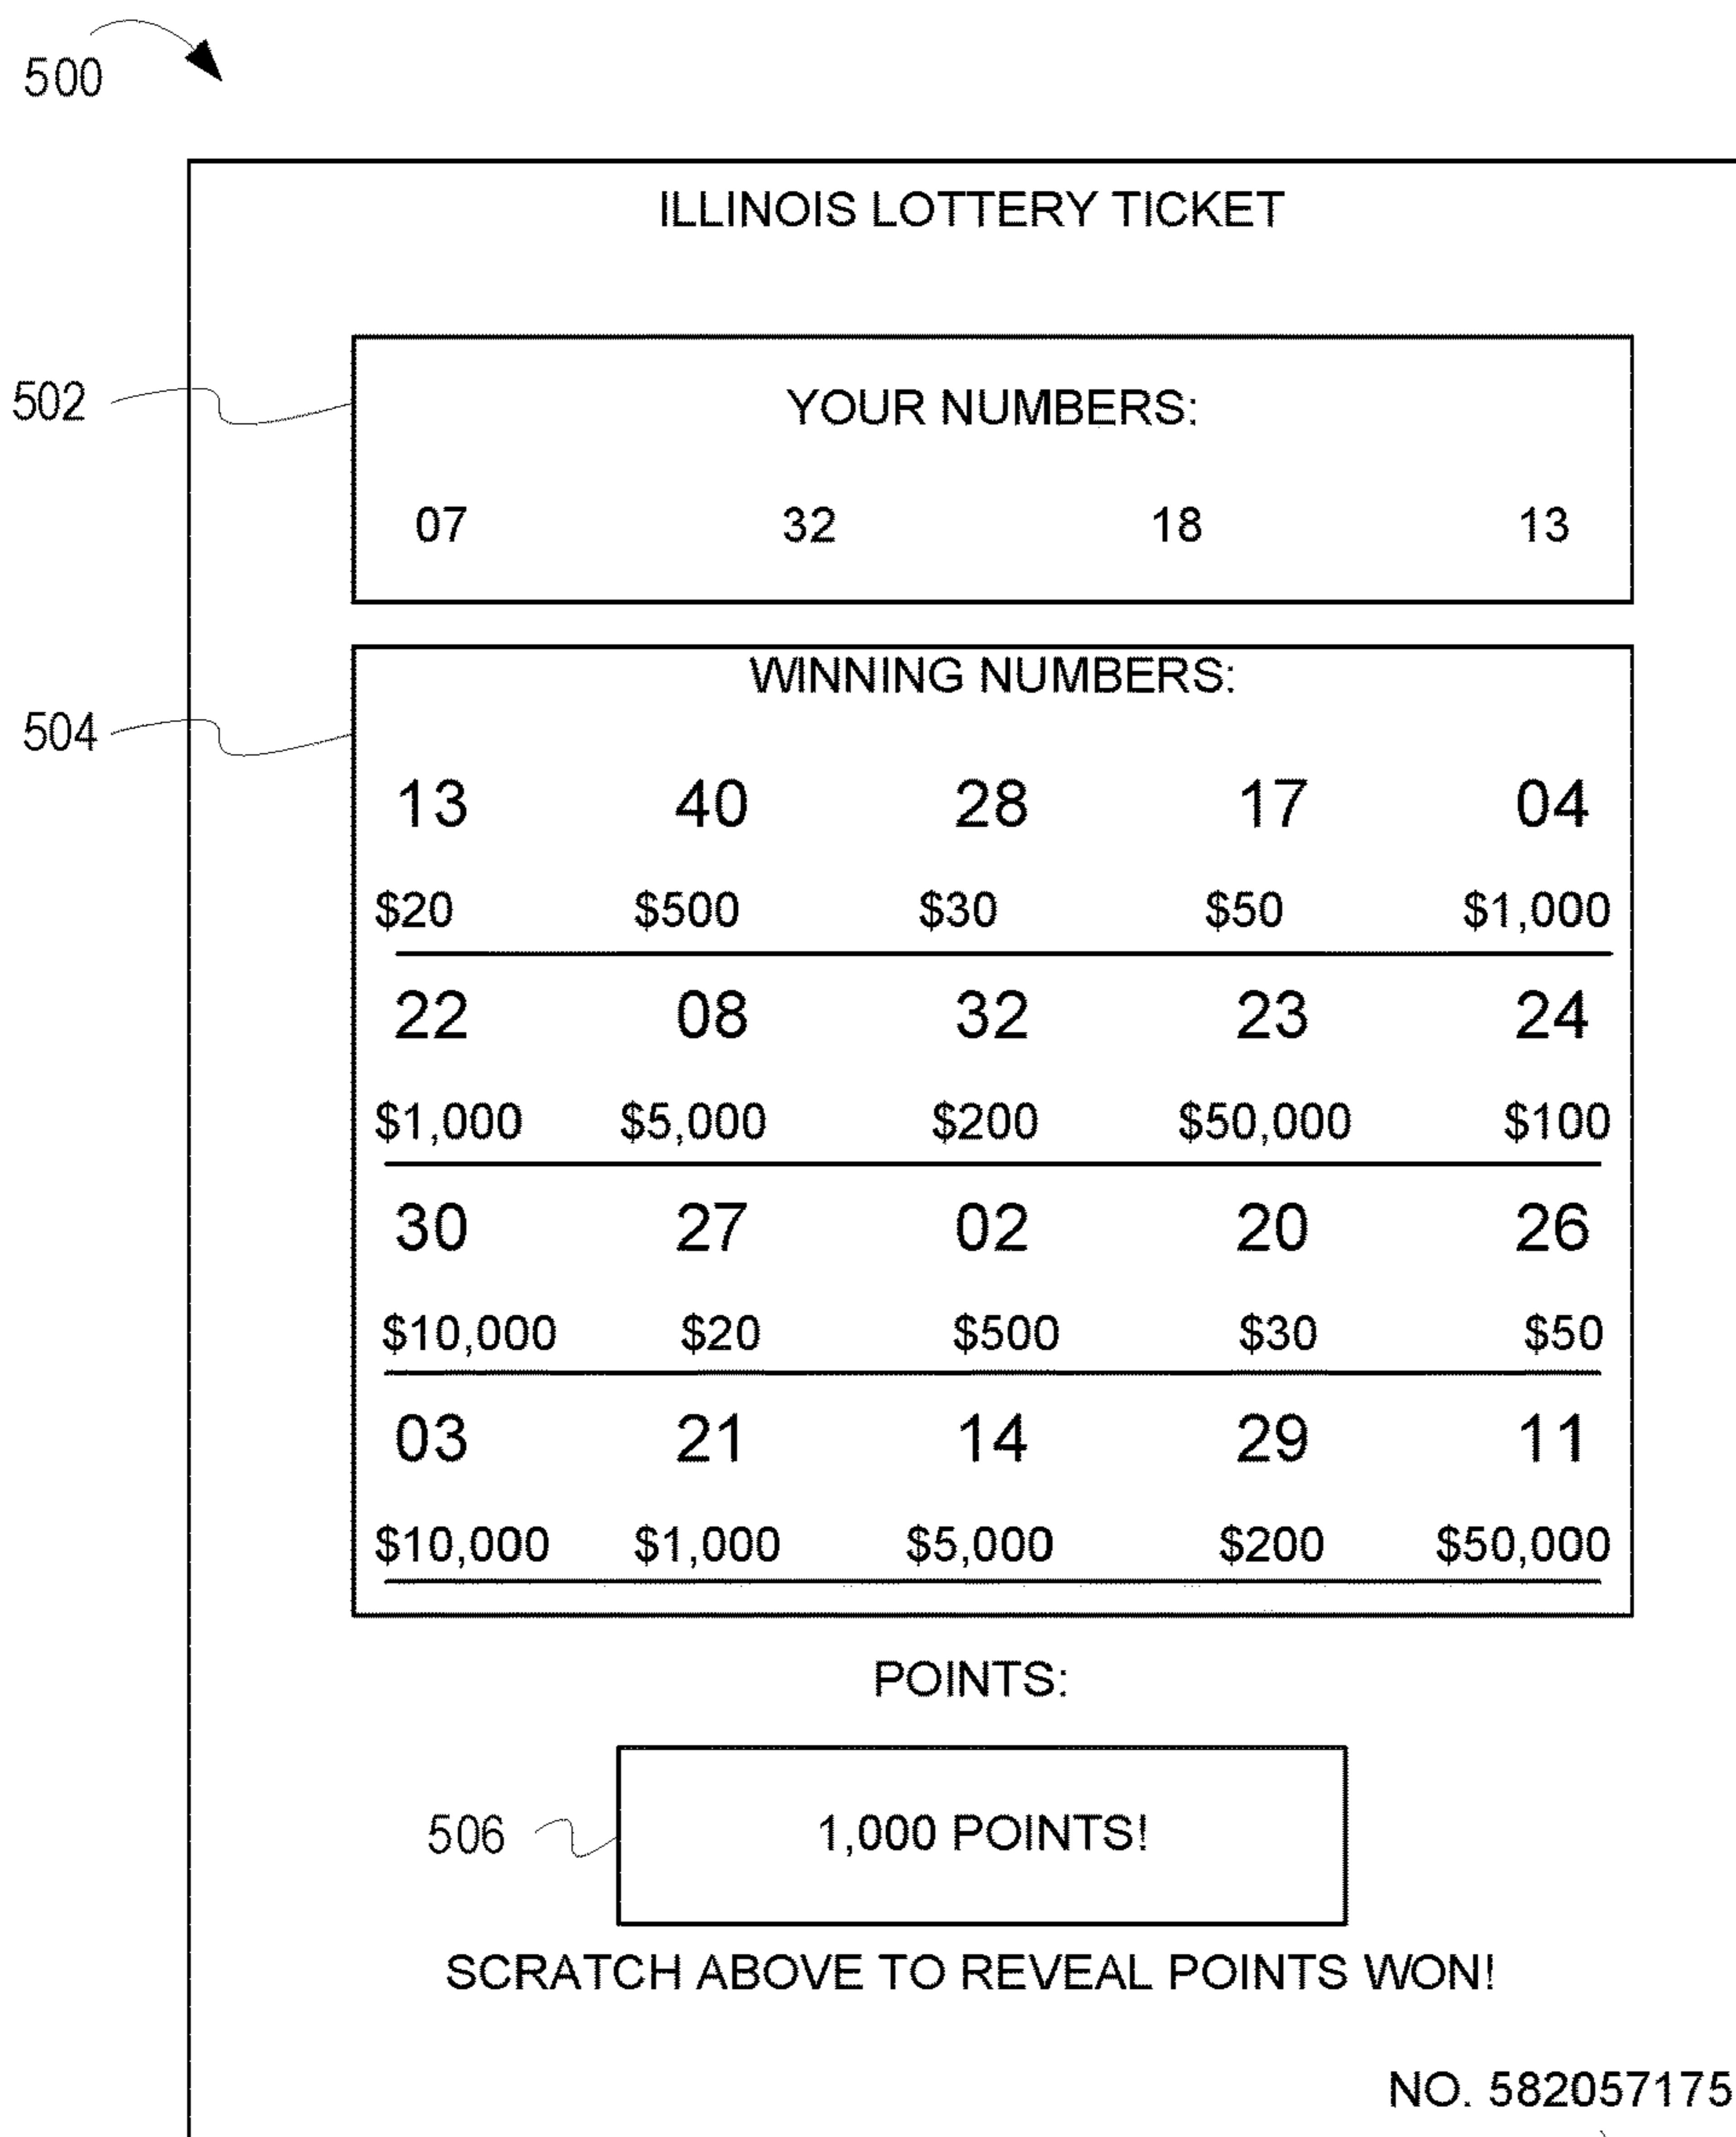 500
ILLINOIS LOTTERY TICKET
502
YOUR NUMBERS:
07 32 18 13
504
WINNING NUMBERS:
13 40 28 17 04
$20 $500 $30 $50 $1,000
22 08 32 23 24
$1,000 $5,000 $200 $50,000 $100
30 27 02 20 26
$10,000 $20 $500 $30 $50
03 21 14 29 11
$10,000 $1,000 $5,000 $200 $50,000
POINTS:
506
1,000 POINTS!
SCRATCH ABOVE TO REVEAL POINTS WON!
NO. 582057175